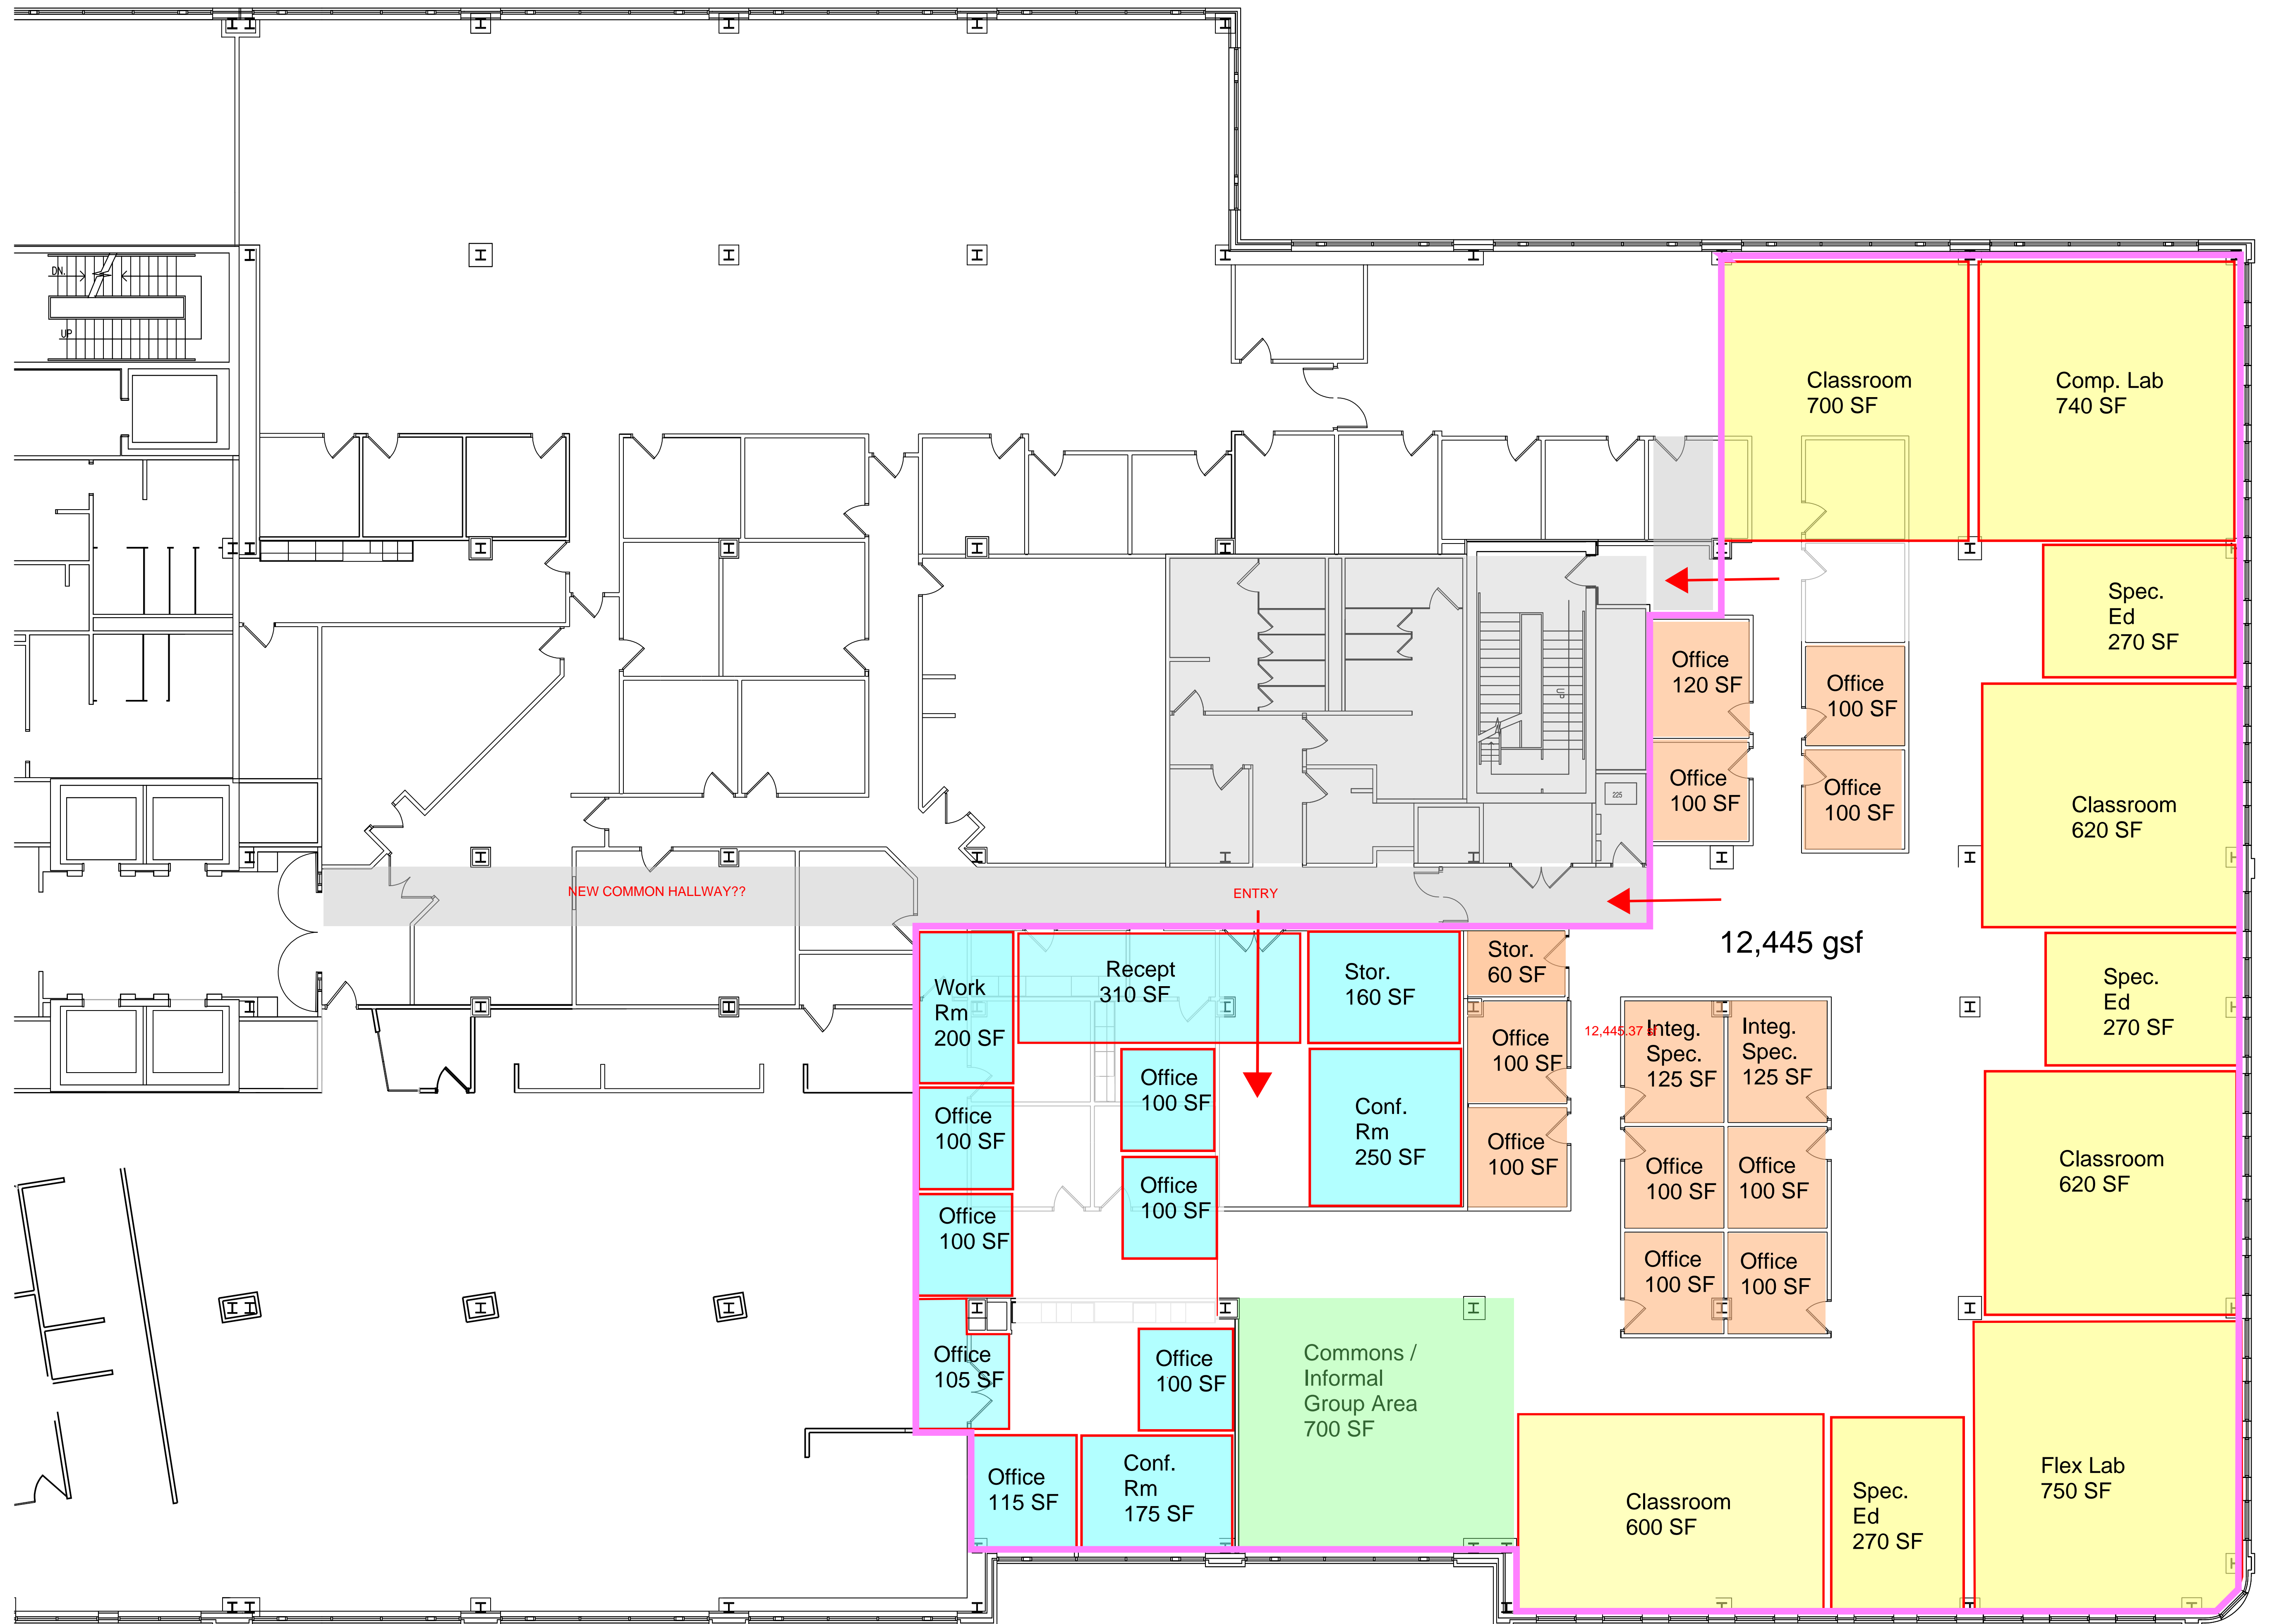 DN.
UP
Classroom
700 SF
Comp. Lab
740 SF
Spec.
Ed
270 SF
Office
120 SF
Office
100 SF
Office
100 SF
Office
100 SF
UP
225
Classroom
620 SF
NEW COMMON HALLWAY??
ENTRY
12,445 gsf
Work
Rm
200 SF
Recept
310 SF
Stor.
160 SF
Stor.
60 SF
Spec.
Ed
270 SF
Office
100 SF
12,445.37 sf
Integ.
Spec.
125 SF
Integ.
Spec.
125 SF
Office
100 SF
Office
100 SF
Conf.
Rm
250 SF
Office
100 SF
Office
100 SF
Office
100 SF
Classroom
620 SF
Office
100 SF
Office
100 SF
Office
100 SF
Office
100 SF
Office
105 SF
Office
100 SF
Commons /
Informal
Group Area
700 SF
Office
115 SF
Conf.
Rm
175 SF
Classroom
600 SF
Spec.
Ed
270 SF
Flex Lab
750 SF